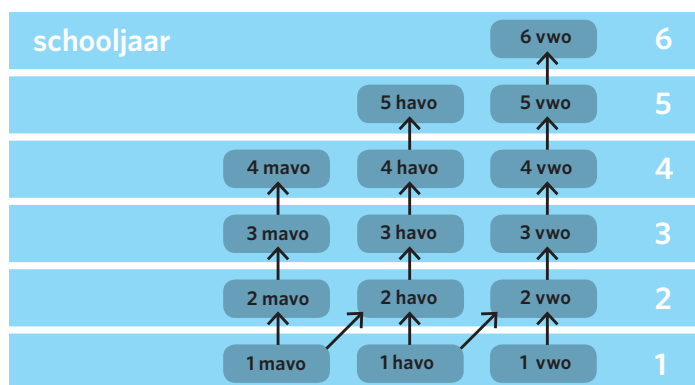 schooljaar 6 vwo 6
5 havo 5 vwo 5
4 mavo 4 havo 4 vwo 4
3 mavo 3 havo 3 vwo 3
2 mavo 2 havo 2 vwo 2
1 mavo 1 havo 1 vwo 1